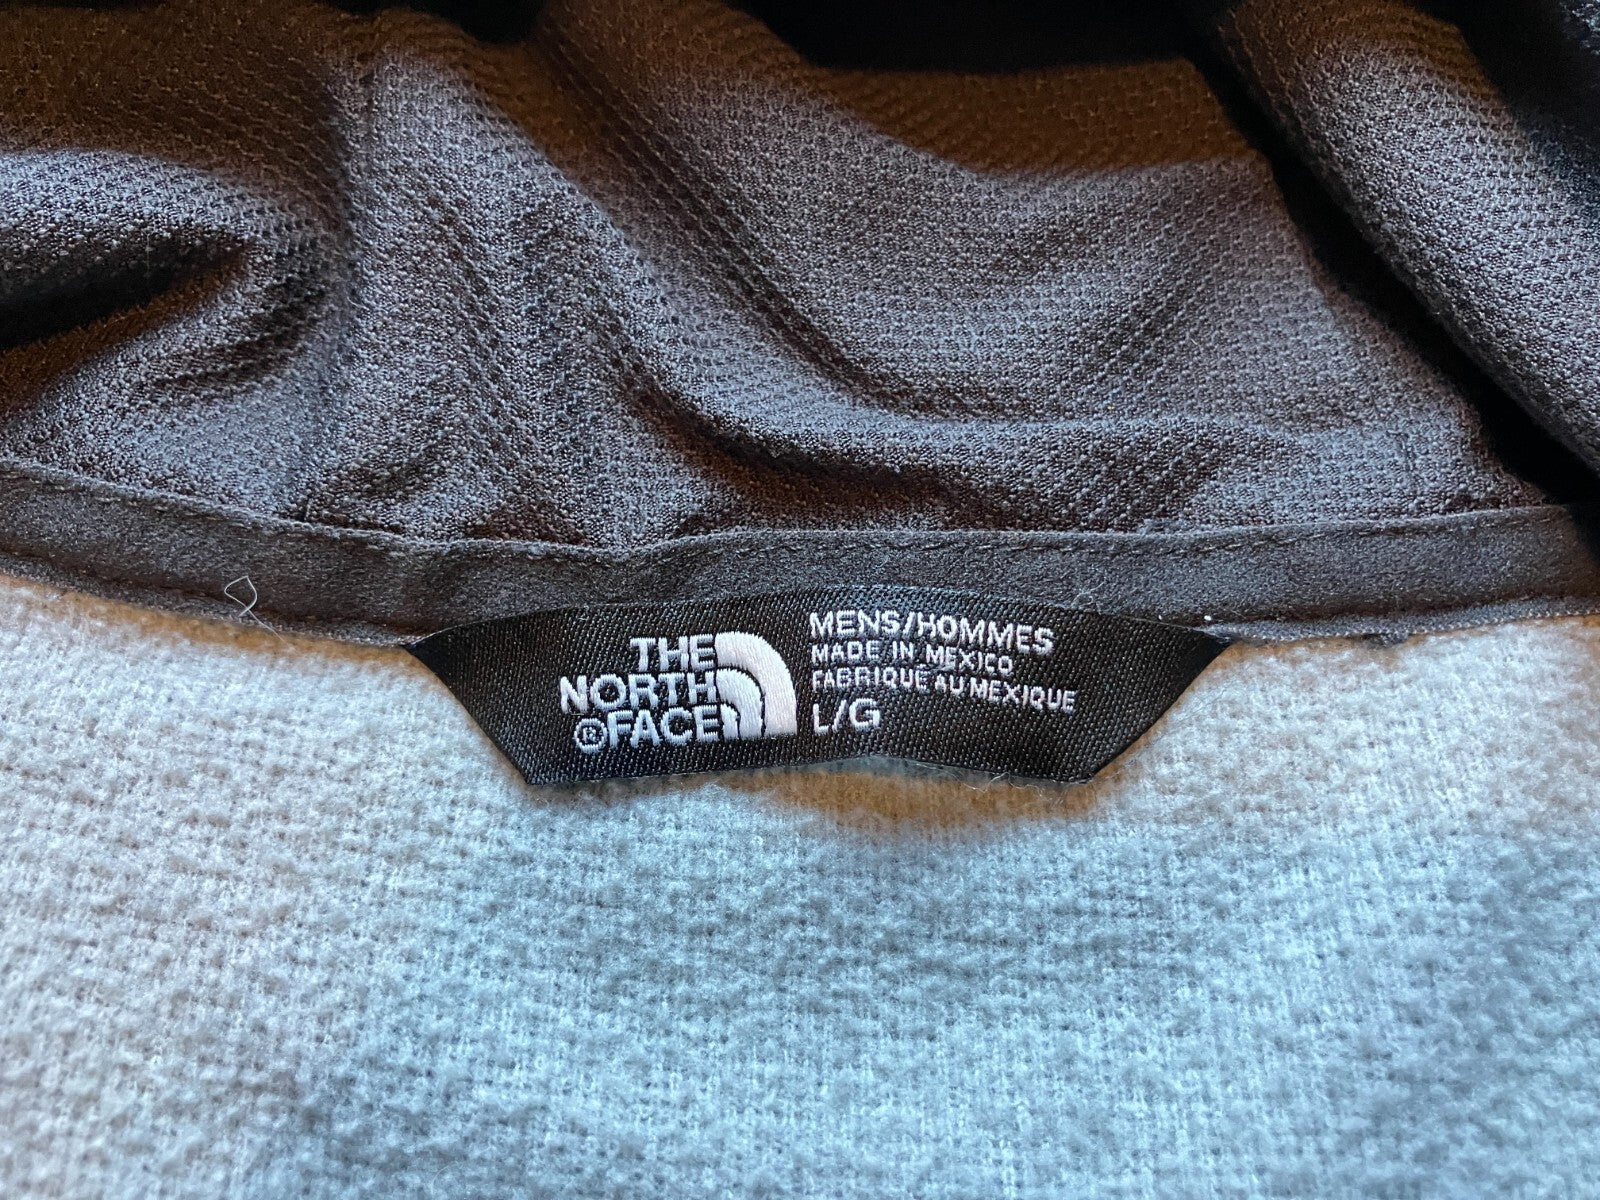 THE
NORTH
®FACE
MENS/HOMMES
MADE IN MEXICO
FABRIQUÉ AU MEXIQUE
L/G